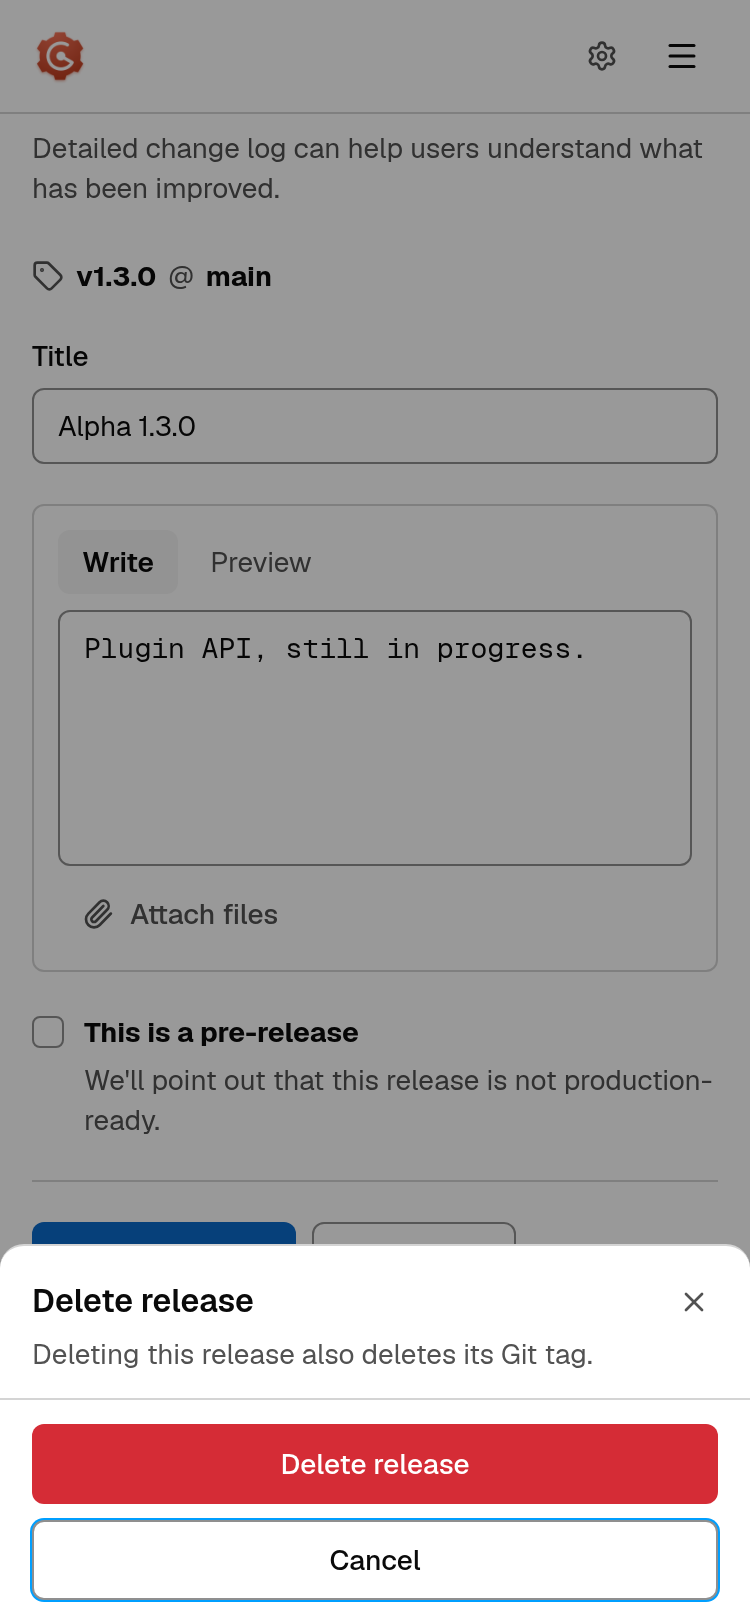 Detailed change log can help users understand what
has been improved.
v1.3.0 @ main
Title
Alpha 1.3.0
Write Preview
Plugin API, still in progress.
Attach files
This is a pre-release
We'll point out that this release is not production-
ready.
Delete release
Deleting this release also deletes its Git tag.
Delete release
Cancel